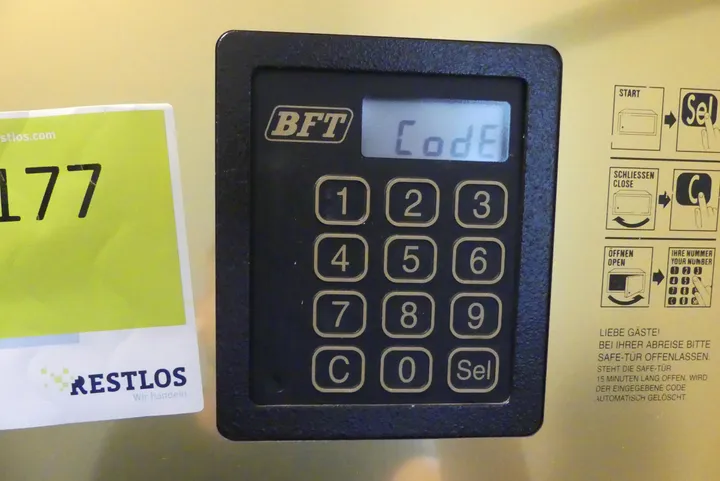 stlos.com
177
RESTLOS
Wir handeln
BFT
CodE
1 2 3
4 5 6
7 8 9
C 0 Sel
START
Sel
SCHLIESSEN
CLOSE
C
ÖFFNEN
OPEN
IHRE NUMMER
YOUR NUMBER
LIEBE GÄSTE!
BEI IHRER ABREISE BITTE
SAFE-TÜR OFFENLASSEN.
STEHT DIE SAFE-TÜR
15 MINUTEN LANG OFFEN, WIRD
DER EINGEGEBENE CODE
AUTOMATISCH GELÖSCHT.